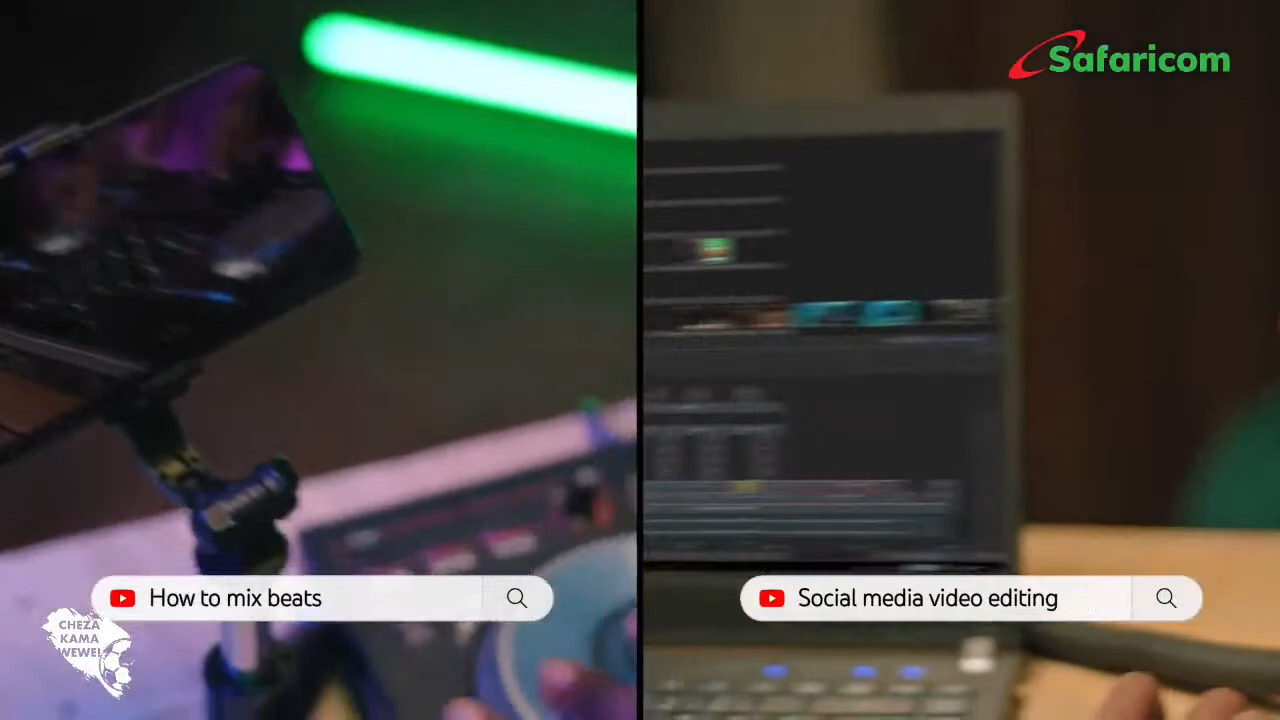 Safaricom
How to mix beats
Social media video editing
CHEZA
KAMA
WEWE!